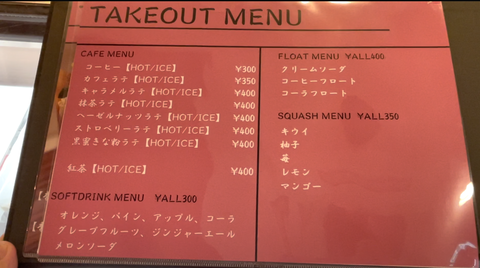 TAKEOUT MENU
CAFE MENU
コーヒー【HOT/ICE】 ¥300
カフェラテ【HOT/ICE】 ¥350
キャラメルラテ【HOT/ICE】 ¥400
抹茶ラテ【HOT/ICE】 ¥400
ヘーゼルナッツラテ【HOT/ICE】 ¥400
ストロベリーラテ【HOT/ICE】 ¥400
黒蜜きな粉ラテ【HOT/ICE】 ¥400
紅茶【HOT/ICE】 ¥400
SOFTDRINK MENU ¥ALL300
オレンジ、パイン、アップル、コーラ
グレープフルーツ、ジンジャーエール
メロンソーダ
FLOAT MENU ¥ALL400
クリームソーダ
コーヒーフロート
コーラフロート
SQUASH MENU ¥ALL350
キウイ
柚子
苺
レモン
マンゴー